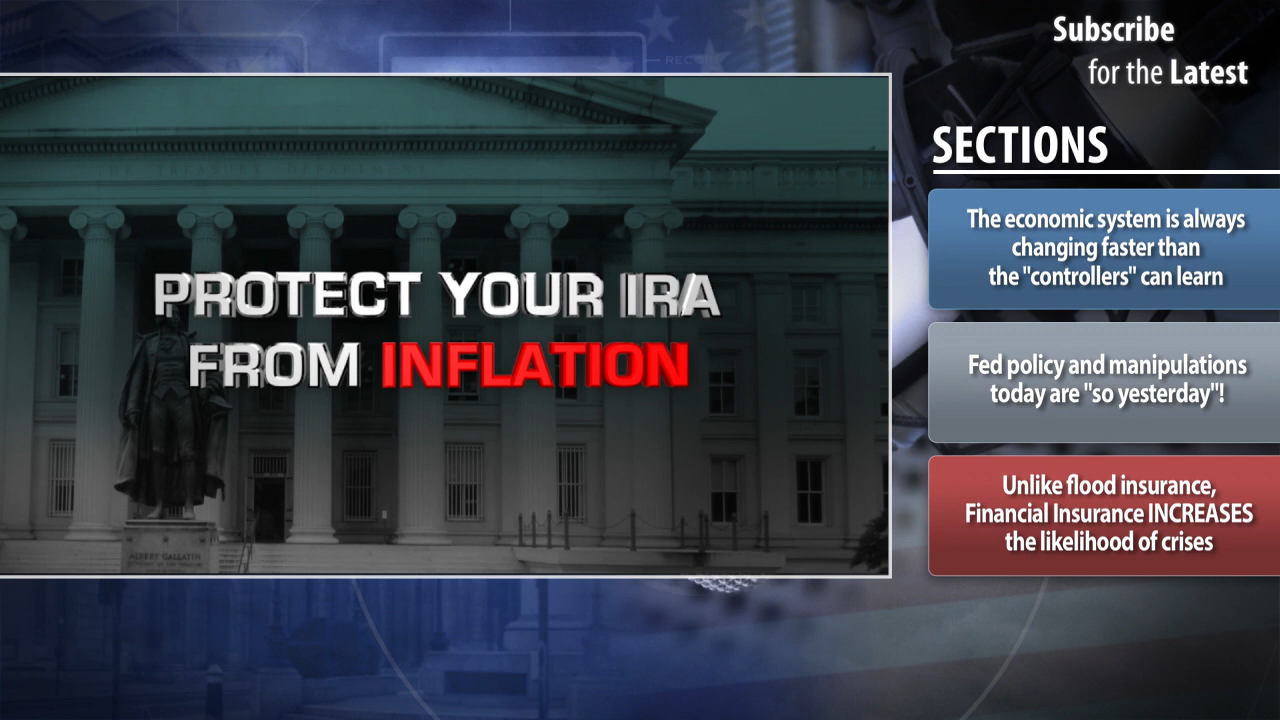 Subscribe
for the Latest
REC
SECTIONS
The economic system is always
changing faster than
the "controllers" can learn
PROTECT YOUR IRA
FROM INFLATION
Fed policy and manipulations
today are "so yesterday"!
Unlike flood insurance,
Financial Insurance INCREASES
the likelihood of crises
ALBERT GALLATIN